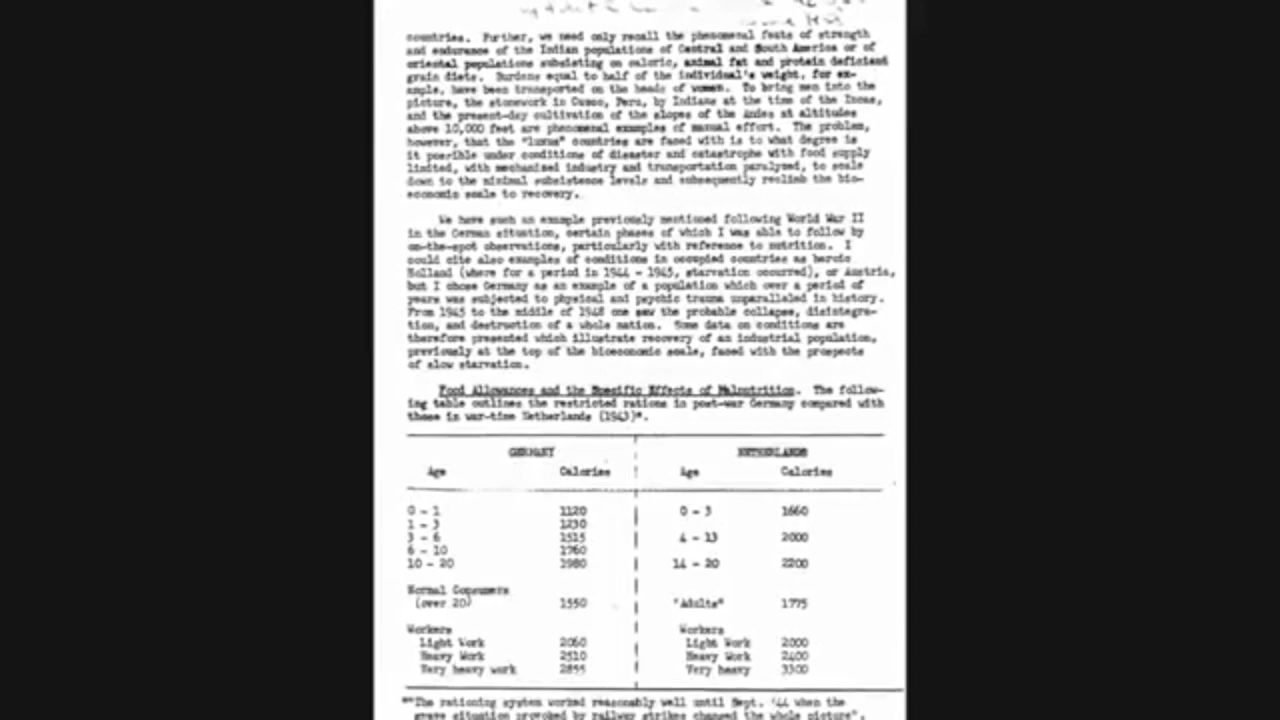 countries. Further, we need only recall the phenomenal feats of strength
and endurance of the Indian populations of Central and South America or of
oriental populations subsisting on caloric, animal fat and protein deficient
grain diets. Burdens equal to half of the individual's weight, for ex-
ample, have been transported on the heads of women. To bring men into the
picture, the stonework in Cusco, Peru, by Indians at the time of the Incas,
and the present-day cultivation of the slopes of the Andes at altitudes
above 10,000 feet are phenomenal examples of manual effort. The problem,
however, that the "luxus" countries are faced with is to what degree is
it possible under conditions of disaster and catastrophe with food supply
limited, with mechanized industry and transportation paralyzed, to scale
down to the minimal subsistence levels and subsequently reclimb the bio-
economic scale to recovery.
We have such an example previously mentioned following World War II
in the German situation, certain phases of which I was able to follow by
on-the-spot observations, particularly with reference to nutrition. I
could cite also examples of conditions in occupied countries as heroic
Holland (where for a period in 1944 - 1945, starvation occurred), or Austria,
but I chose Germany as an example of a population which over a period of
years was subjected to physical and psychic trauma unparalleled in history.
From 1945 to the middle of 1948 one saw the probable collapse, disintegra-
tion, and destruction of a whole nation. Some data on conditions are
therefore presented which illustrate recovery of an industrial population,
previously at the top of the bioeconomic scale, faced with the prospects
of slow starvation.
Food Allowances and the Specific Effects of Malnutrition. The follow-
ing table outlines the restricted rations in post-war Germany compared with
those in war-time Netherlands (1943)*.
GERMANY NETHERLANDS
Age Calories Age Calories
0 - 1 1120 0 - 3 1660
1 - 3 1230
3 - 6 1515 4 - 13 2000
6 - 10 1760
10 - 20 1980 14 - 20 2200
Normal Consumers
(over 20) 1550 "Adults" 1775
Workers Workers
Light Work 2060 Light Work 2000
Heavy Work 2510 Heavy Work 2400
Very heavy work 2855 Very heavy 3300
*"The rationing system worked reasonably well until Sept. '44 when the
grave situation provoked by railway strikes changed the whole picture".